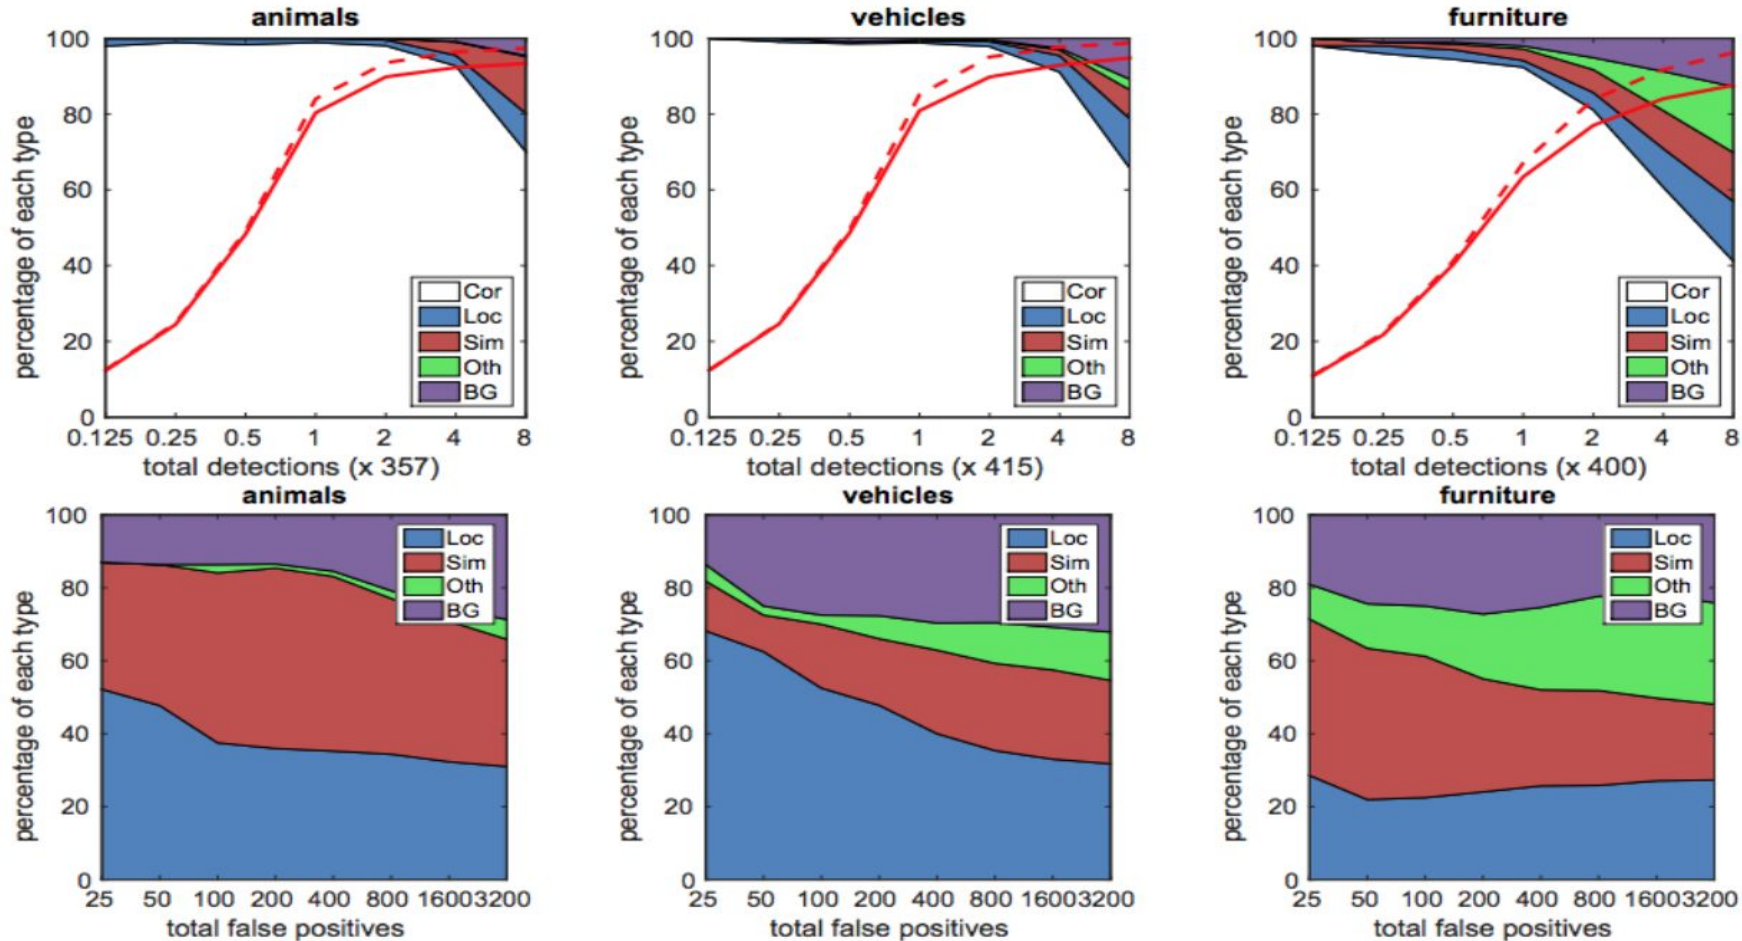 animals
vehicles
furniture
percentage of each type
100
80
60
40
20
0
Cor
Loc
Sim
Oth
BG
0.125 0.25 0.5 1 2 4 8
total detections (x 357)
percentage of each type
100
80
60
40
20
0
Cor
Loc
Sim
Oth
BG
0.125 0.25 0.5 1 2 4 8
total detections (x 415)
percentage of each type
100
80
60
40
20
0
Cor
Loc
Sim
Oth
BG
0.125 0.25 0.5 1 2 4 8
total detections (x 400)
animals
vehicles
furniture
percentage of each type
100
80
60
40
20
0
Loc
Sim
Oth
BG
25 50 100 200 400 800 16003200
total false positives
percentage of each type
100
80
60
40
20
0
Loc
Sim
Oth
BG
25 50 100 200 400 800 16003200
total false positives
percentage of each type
100
80
60
40
20
0
Loc
Sim
Oth
BG
25 50 100 200 400 800 16003200
total false positives